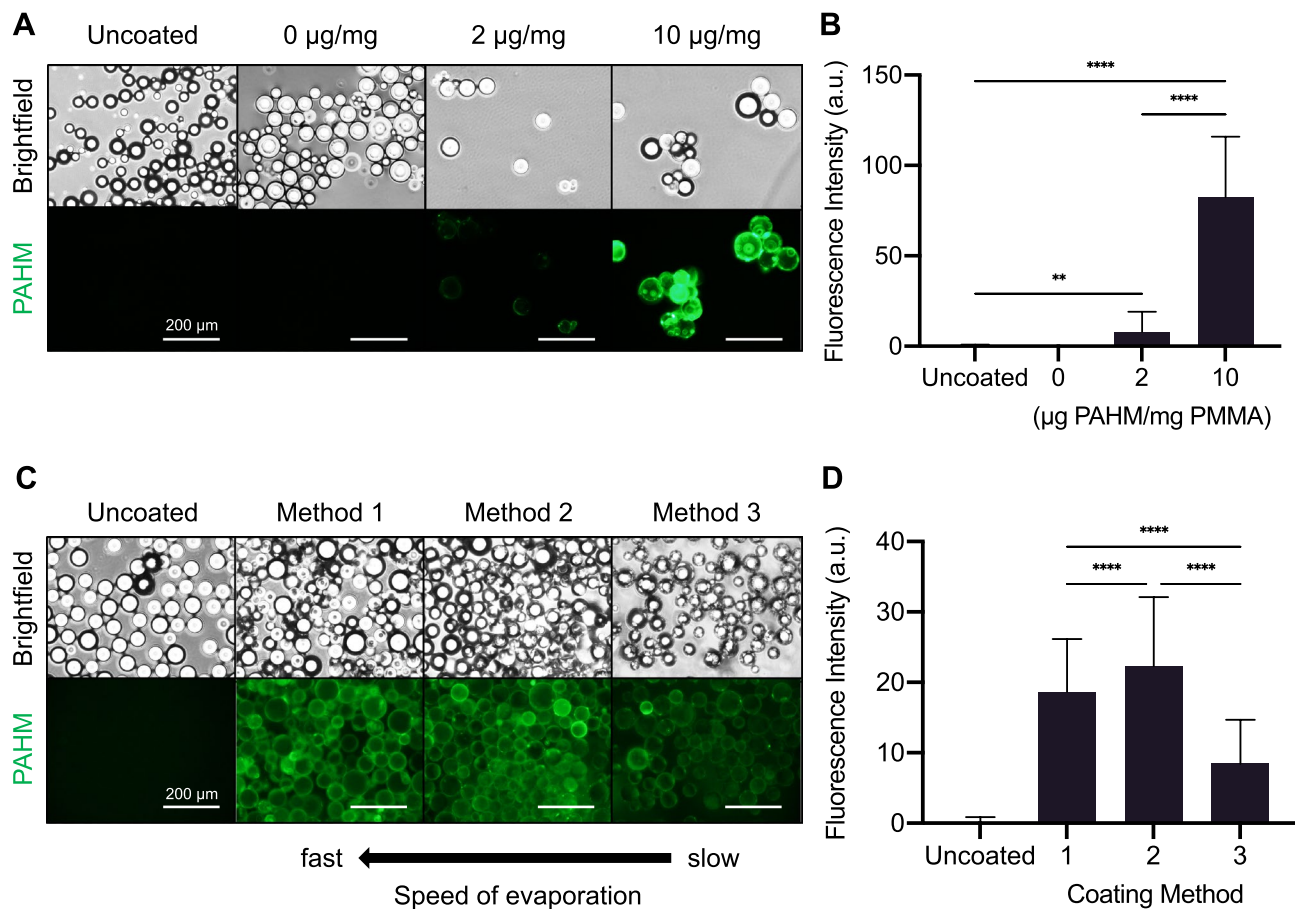 A
Uncoated 0 µg/mg 2 µg/mg 10 µg/mg
Brightfield
PAHM
200 µm
B
Fluorescence Intensity (a.u.)
150
100
50
0
****
****
**
Uncoated 0 2 10
(µg PAHM/mg PMMA)
C
Uncoated Method 1 Method 2 Method 3
Brightfield
PAHM
200 µm
fast slow
Speed of evaporation
D
Fluorescence Intensity (a.u.)
40
30
20
10
0
****
**** ****
Uncoated 1 2 3
Coating Method